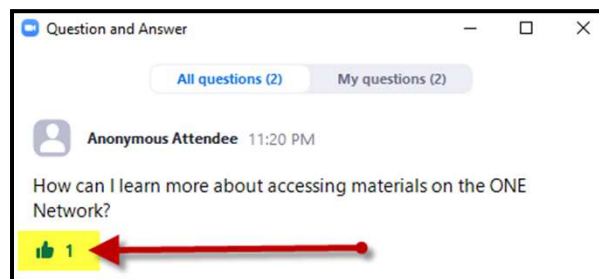 Question and Answer
All questions (2) My questions (2)
Anonymous Attendee 11:20 PM
How can I learn more about accessing materials on the ONE
Network?
1